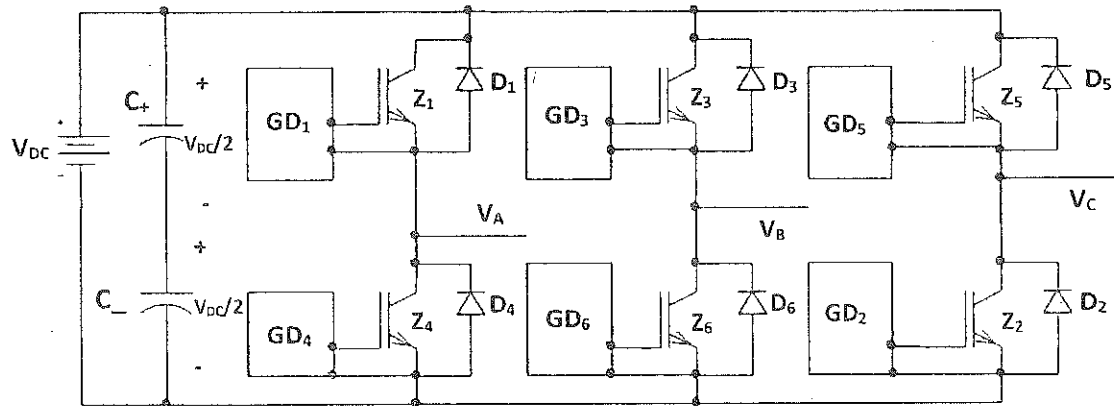 C+
VDC/2
+
-
VDC
+
-
C_
VDC/2
+
-
GD1
Z1
D1
GD3
Z3
D3
GD5
Z5
D5
VA
VB
VC
GD4
Z4
D4
GD6
Z6
D6
GD2
Z2
D2